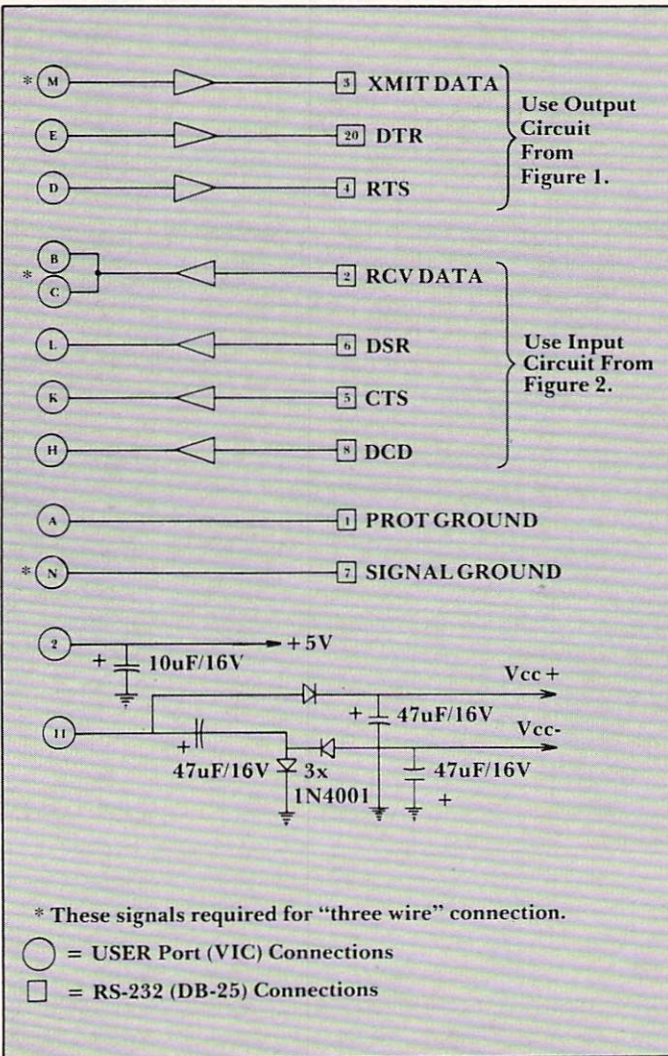 * M 3 XMIT DATA
E 20 DTR
D 4 RTS
Use Output
Circuit
From
Figure 1.
B
* C 2 RCV DATA
L 6 DSR
K 5 CTS
H 8 DCD
Use Input
Circuit From
Figure 2.
A 1 PROT GROUND
* N 7 SIGNAL GROUND
2 +5V
+ 10uF/16V
Vcc +
11 + 47uF/16V
Vcc-
+
47uF/16V 3x 47uF/16V
1N4001 +
* These signals required for “three wire” connection.
= USER Port (VIC) Connections
= RS-232 (DB-25) Connections